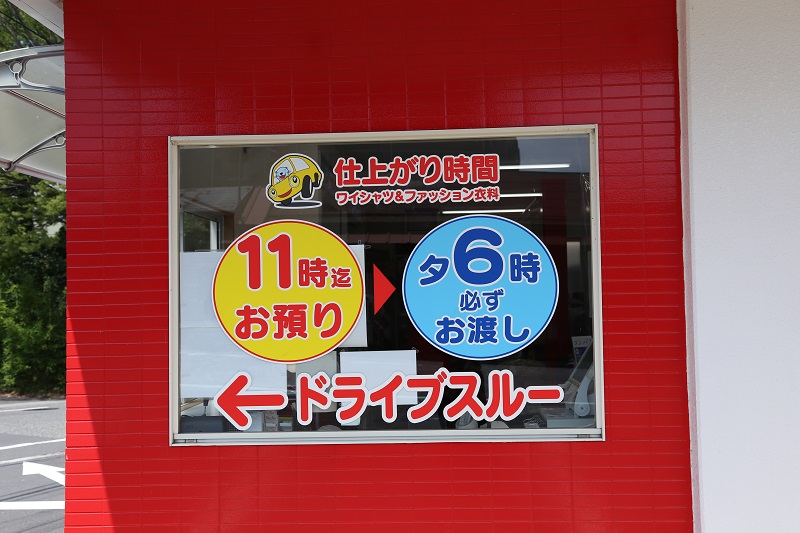 仕上がり時間
ワイシャツ&ファッション衣料
11時迄
お預り
夕6時
必ず
お渡し
←ドライブスルー